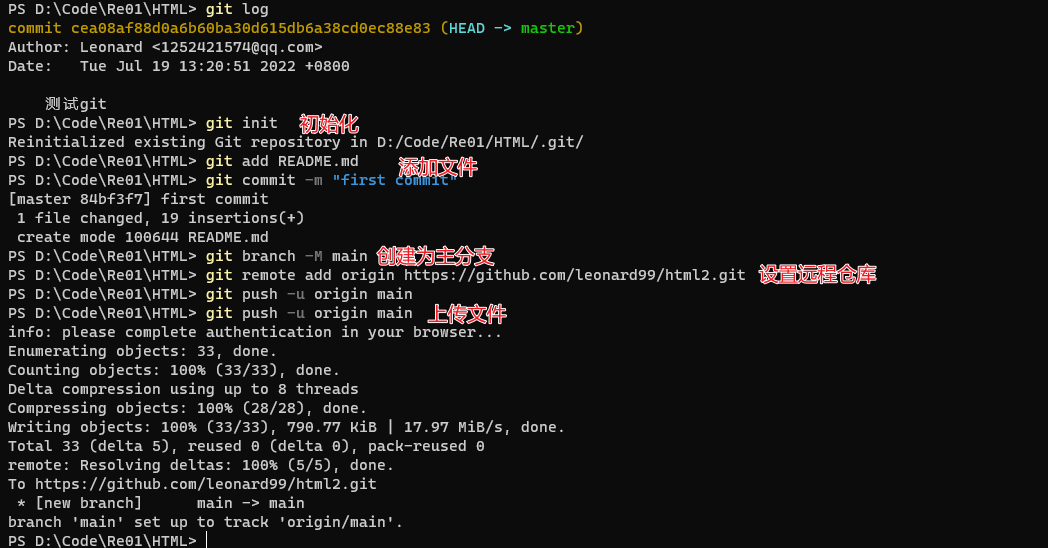 PS D:\Code\Re01\HTML> git log
commit cea08af88d0a6b60ba30d615db6a38cd0ec88e83 (HEAD -> master)
Author: Leonard <1252421574@qq.com>
Date:   Tue Jul 19 13:20:51 2022 +0800
    测试git
PS D:\Code\Re01\HTML> git init 初始化
Reinitialized existing Git repository in D:/Code/Re01/HTML/.git/
PS D:\Code\Re01\HTML> git add README.md 添加文件
PS D:\Code\Re01\HTML> git commit -m "first commit"
[master 84bf3f7] first commit
 1 file changed, 19 insertions(+)
 create mode 100644 README.md
PS D:\Code\Re01\HTML> git branch -M main 创建为主分支
PS D:\Code\Re01\HTML> git remote add origin https://github.com/leonard99/html2.git 设置远程仓库
PS D:\Code\Re01\HTML> git push -u origin main
PS D:\Code\Re01\HTML> git push -u origin main 上传文件
info: please complete authentication in your browser...
Enumerating objects: 33, done.
Counting objects: 100% (33/33), done.
Delta compression using up to 8 threads
Compressing objects: 100% (28/28), done.
Writing objects: 100% (33/33), 790.77 KiB | 17.97 MiB/s, done.
Total 33 (delta 5), reused 0 (delta 0), pack-reused 0
remote: Resolving deltas: 100% (5/5), done.
To https://github.com/leonard99/html2.git
 * [new branch]      main -> main
branch 'main' set up to track 'origin/main'.
PS D:\Code\Re01\HTML>